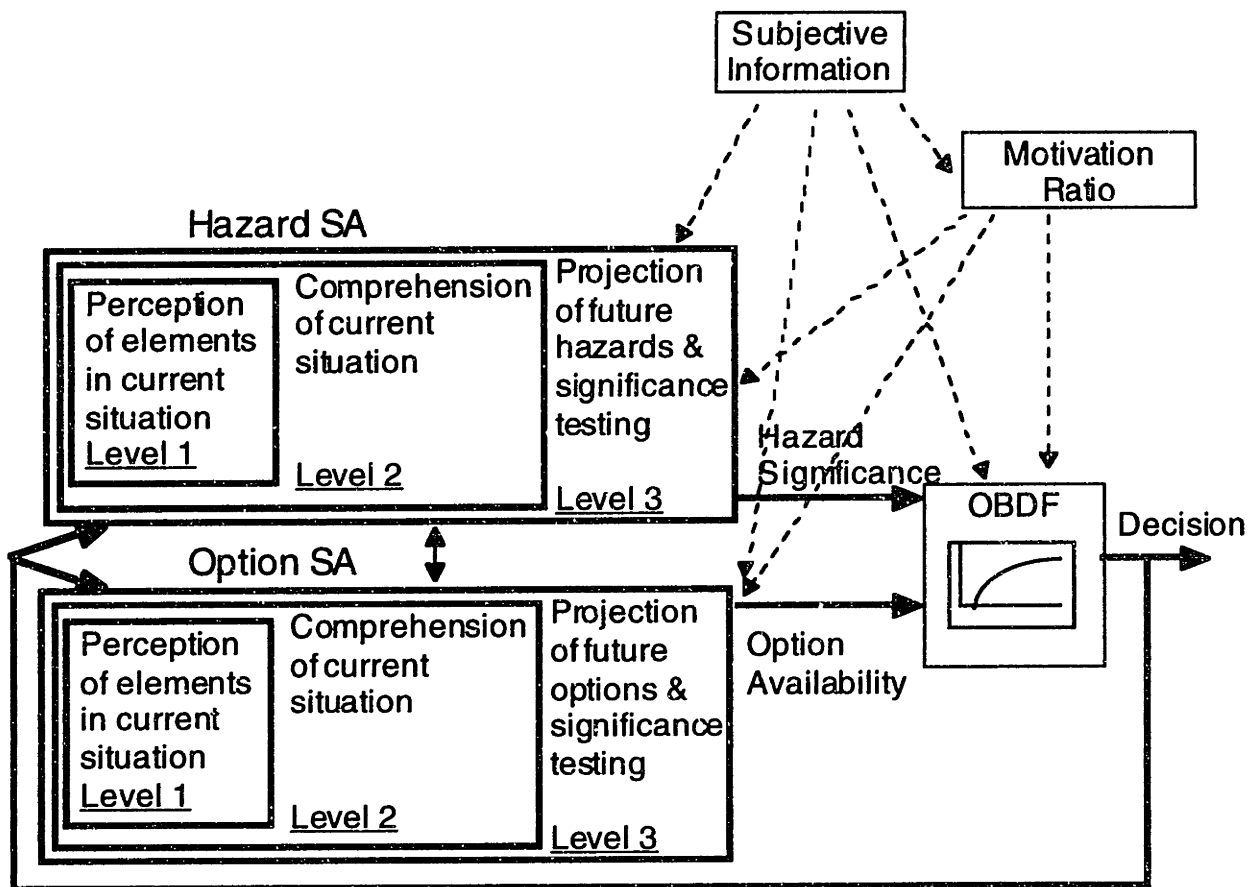 Subjective
Information
Motivation
Ratio
Hazard SA
Perception
of elements
in current
situation
Level 1
Comprehension
of current
situation
Level 2
Projection
of future
hazards &
significance
testing
Level 3
Hazard
Significance
OBDF
Decision
Option SA
Perception
of elements
in current
situation
Level 1
Comprehension
of current
situation
Level 2
Projection
of future
options &
significance
testing
Level 3
Option
Availability